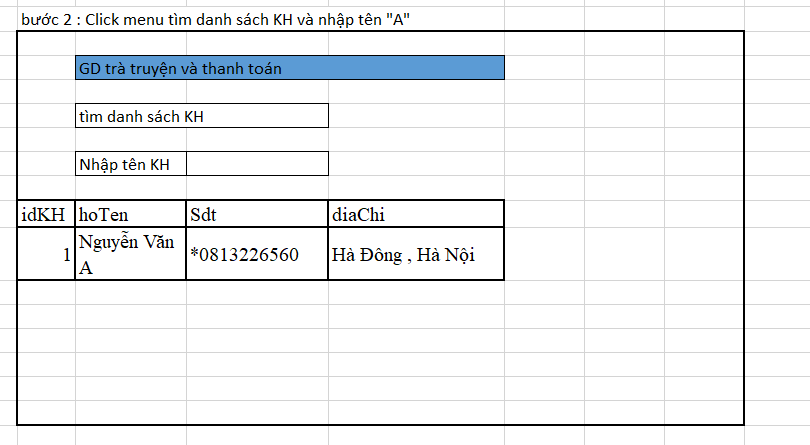 bước 2 : Click menu tìm danh sách KH và nhập tên "A"
GD trà truyện và thanh toán
tìm danh sách KH
Nhập tên KH
idKH hoTen Sdt diaChi
1 Nguyễn Văn A *0813226560 Hà Đông , Hà Nội